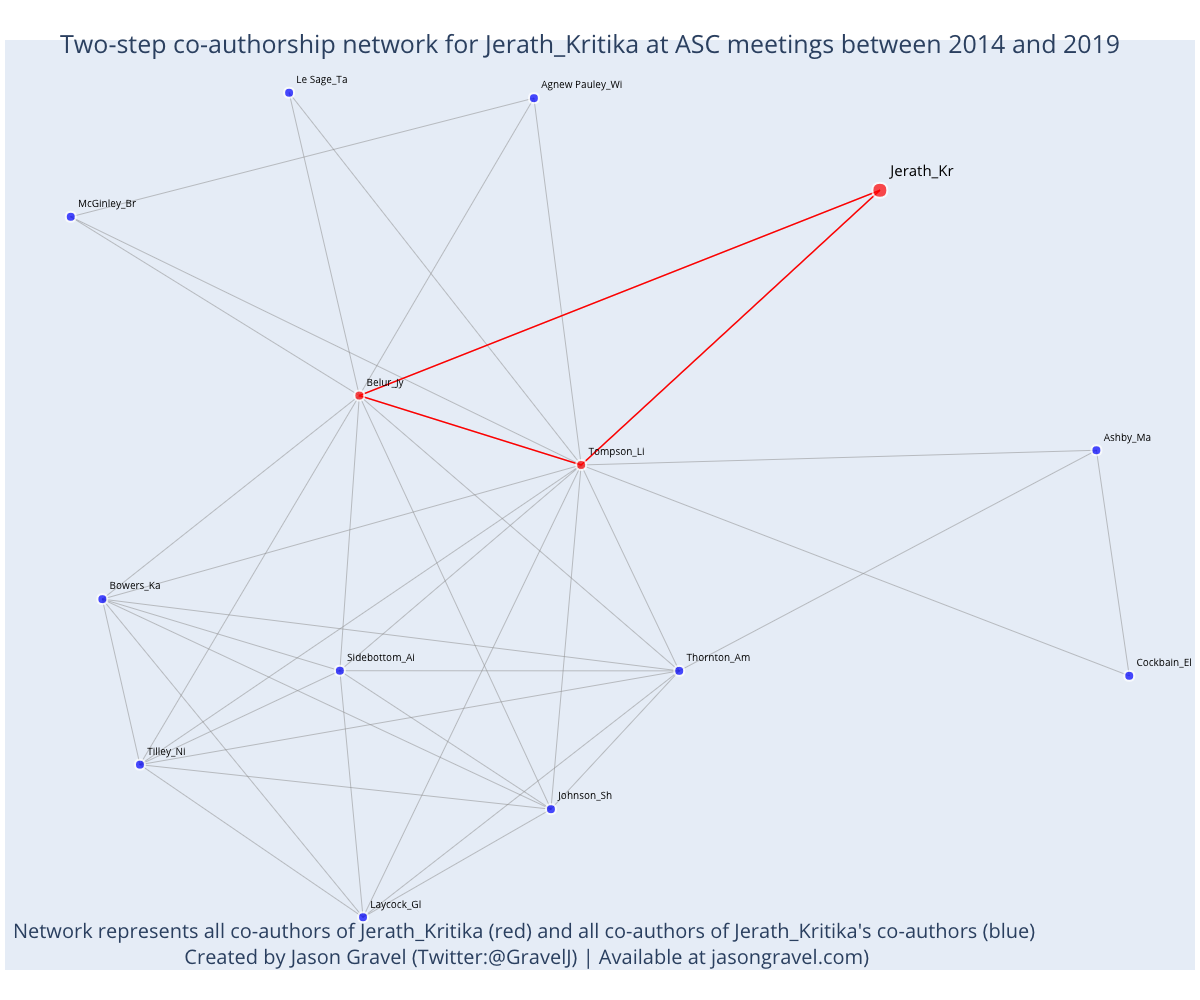 Two-step co-authorship network for Jerath_Kritika at ASC meetings between 2014 and 2019
Le Sage_Ta
Agnew Pauley_Wi
Jerath_Kr
McGinley_Br
Belur_Jy
Tompson_Li
Ashby_Ma
Bowers_Ka
Sidebottom_Ai
Thornton_Am
Cockbain_El
Tilley_Ni
Johnson_Sh
Laycock_Gl
Network represents all co-authors of Jerath_Kritika (red) and all co-authors of Jerath_Kritika's co-authors (blue)
Created by Jason Gravel (Twitter:@GravelJ) | Available at jasongravel.com)